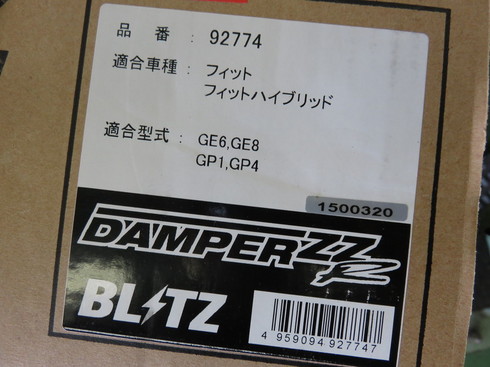 品　番 : 92774
適合車種 : フィット
フィットハイブリッド
適合型式 : GE6,GE8
GP1,GP4
1500320
DAMPER ZZ R
BLITZ
4 959094 927747